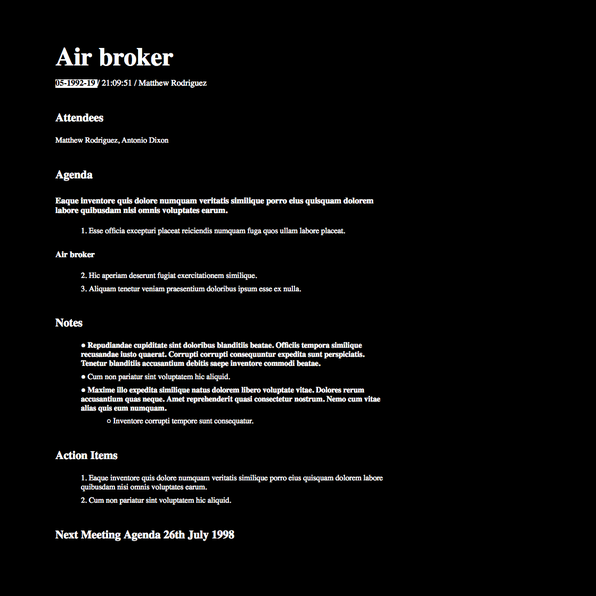 Air broker
05-1992-19 / 21:09:51 / Matthew Rodriguez
Attendees
Matthew Rodriguez, Antonio Dixon
Agenda
Eaque inventore quis dolore numquam veritatis similique porro eius quisquam dolorem
labore quibusdam nisi omnis voluptates earum.
1. Esse officia excepturi placeat reiciendis numquam fuga quos ullam labore placeat.
Air broker
2. Hic aperiam deserunt fugiat exercitationem similique.
3. Aliquam tenetur veniam praesentium doloribus ipsum esse ex nulla.
Notes
● Repudiandae cupiditate sint doloribus blanditiis beatae. Officiis tempora similique
recusandae iusto quaerat. Corrupti corrupti consequuntur expedita sunt perspiciatis.
Tenetur blanditiis accusantium debitis saepe inventore commodi beatae.
● Cum non pariatur sint voluptatem hic aliquid.
● Maxime illo expedita similique natus dolorem libero voluptate vitae. Dolores rerum
accusantium quas neque. Amet reprehenderit quasi consectetur nostrum. Nemo cum vitae
alias quis eum numquam.
○ Inventore corrupti tempore sunt consequatur.
Action Items
1. Eaque inventore quis dolore numquam veritatis similique porro eius quisquam dolorem labore
quibusdam nisi omnis voluptates earum.
2. Cum non pariatur sint voluptatem hic aliquid.
Next Meeting Agenda 26th July 1998